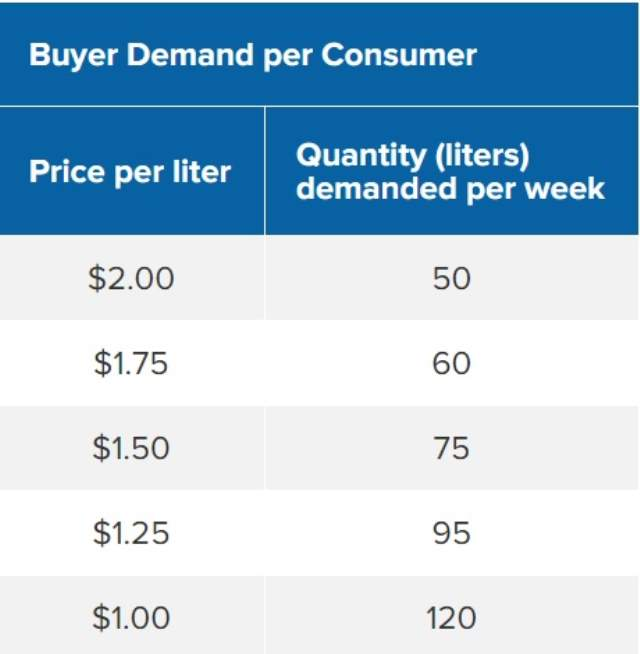 Buyer Demand per Consumer
Price per liter
Quantity (liters)
demanded per week
$2.00 50
$1.75 60
$1.50 75
$1.25 95
$1.00 120